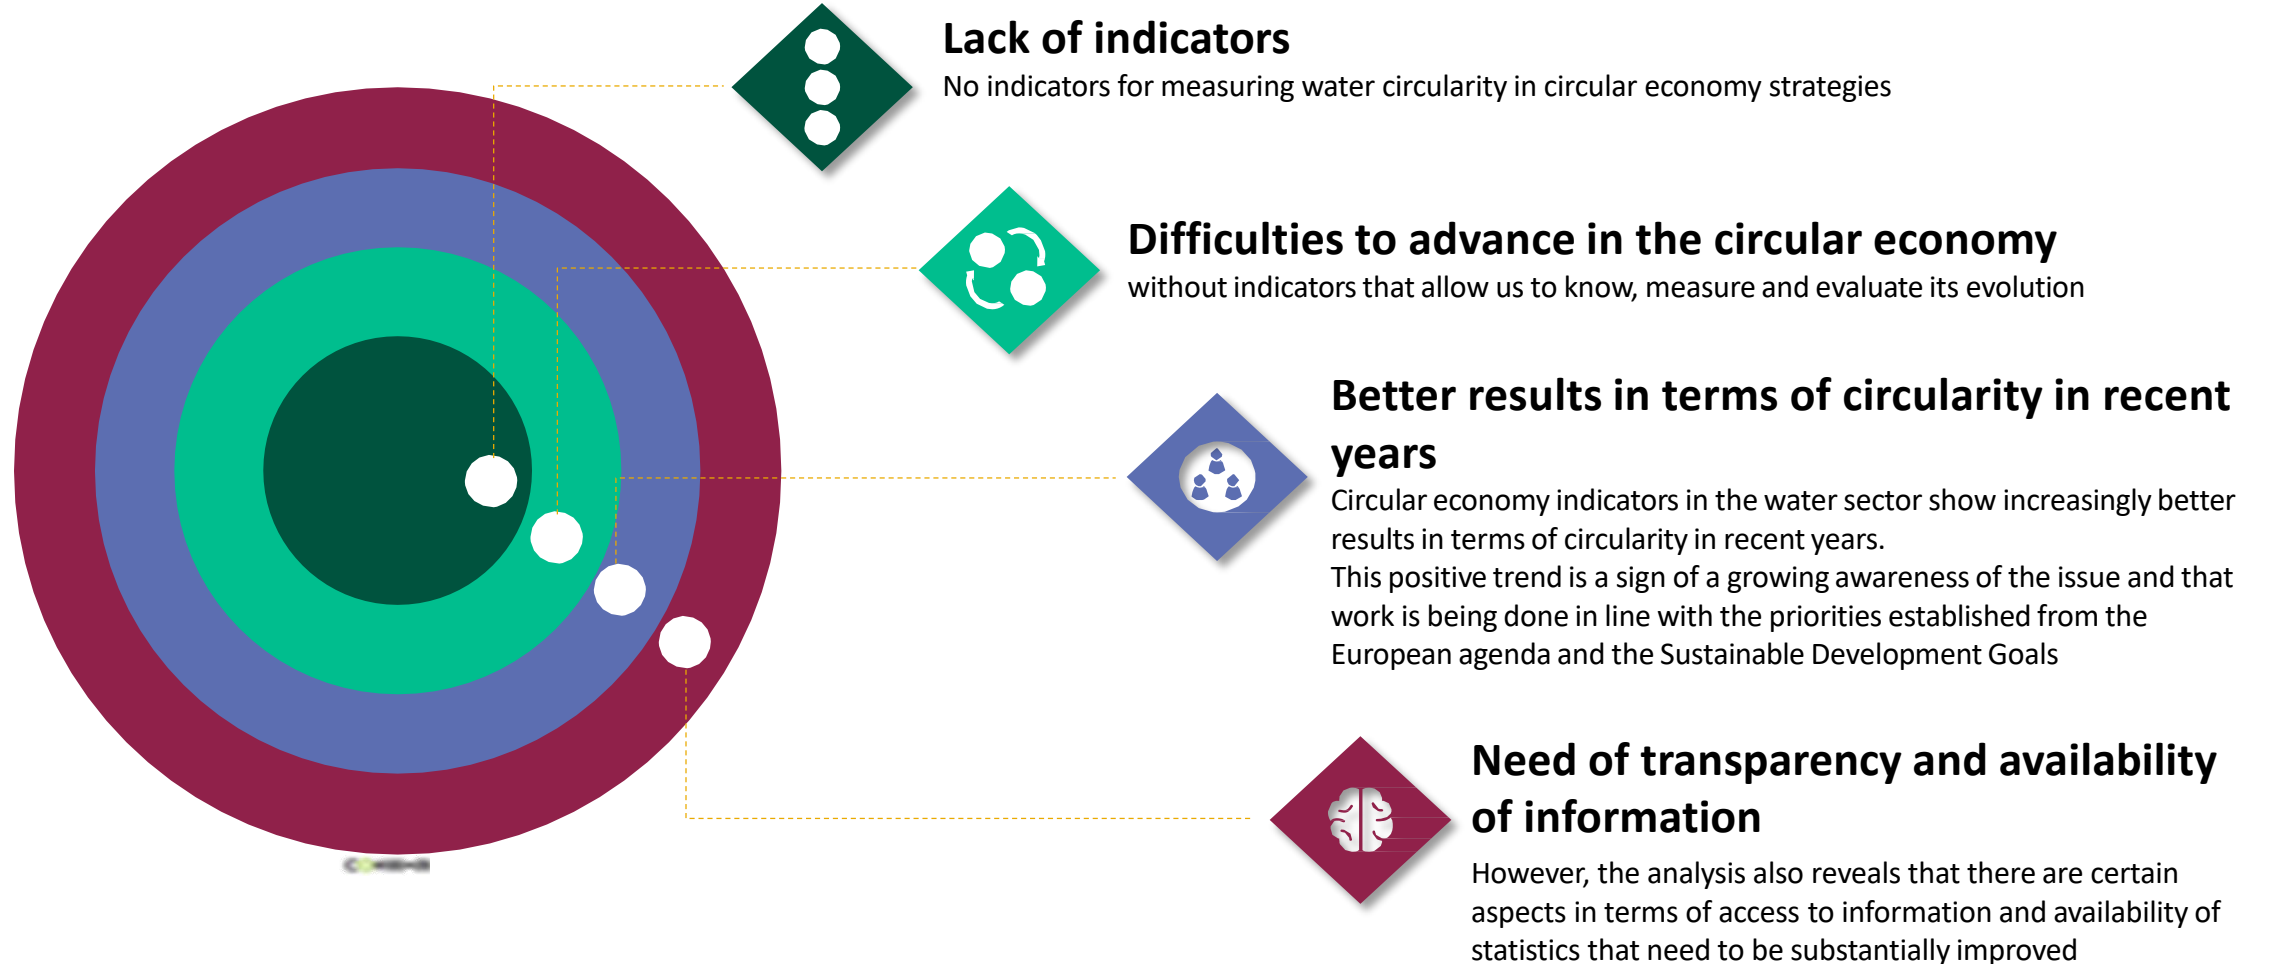 Lack of indicators
No indicators for measuring water circularity in circular economy strategies
Difficulties to advance in the circular economy
without indicators that allow us to know, measure and evaluate its evolution
Better results in terms of circularity in recent
years
Circular economy indicators in the water sector show increasingly better
results in terms of circularity in recent years.
This positive trend is a sign of a growing awareness of the issue and that
work is being done in line with the priorities established from the
European agenda and the Sustainable Development Goals
Need of transparency and availability
of information
However, the analysis also reveals that there are certain
aspects in terms of access to information and availability of
statistics that need to be substantially improved